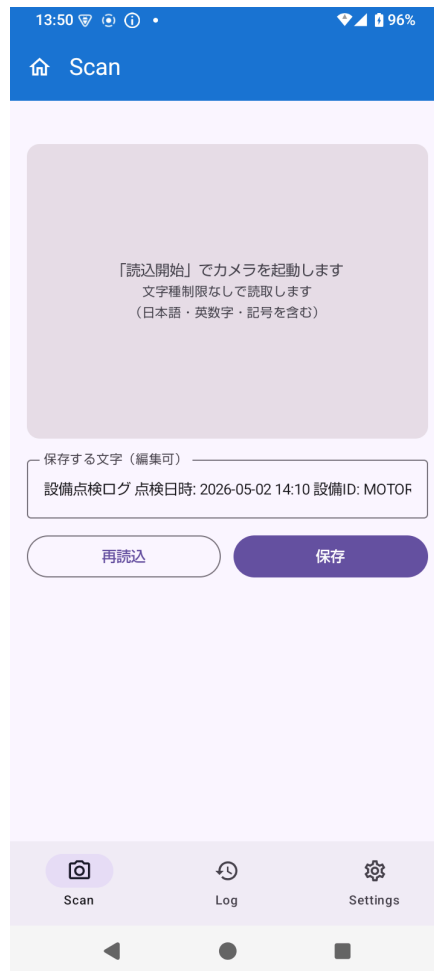 13:50 96%
Scan
「読込開始」でカメラを起動します
文字種制限なしで読取します
（日本語・英数字・記号を含む）
保存する文字（編集可）
設備点検ログ 点検日時: 2026-05-02 14:10 設備ID: MOTOR
再読込 保存
Scan Log Settings